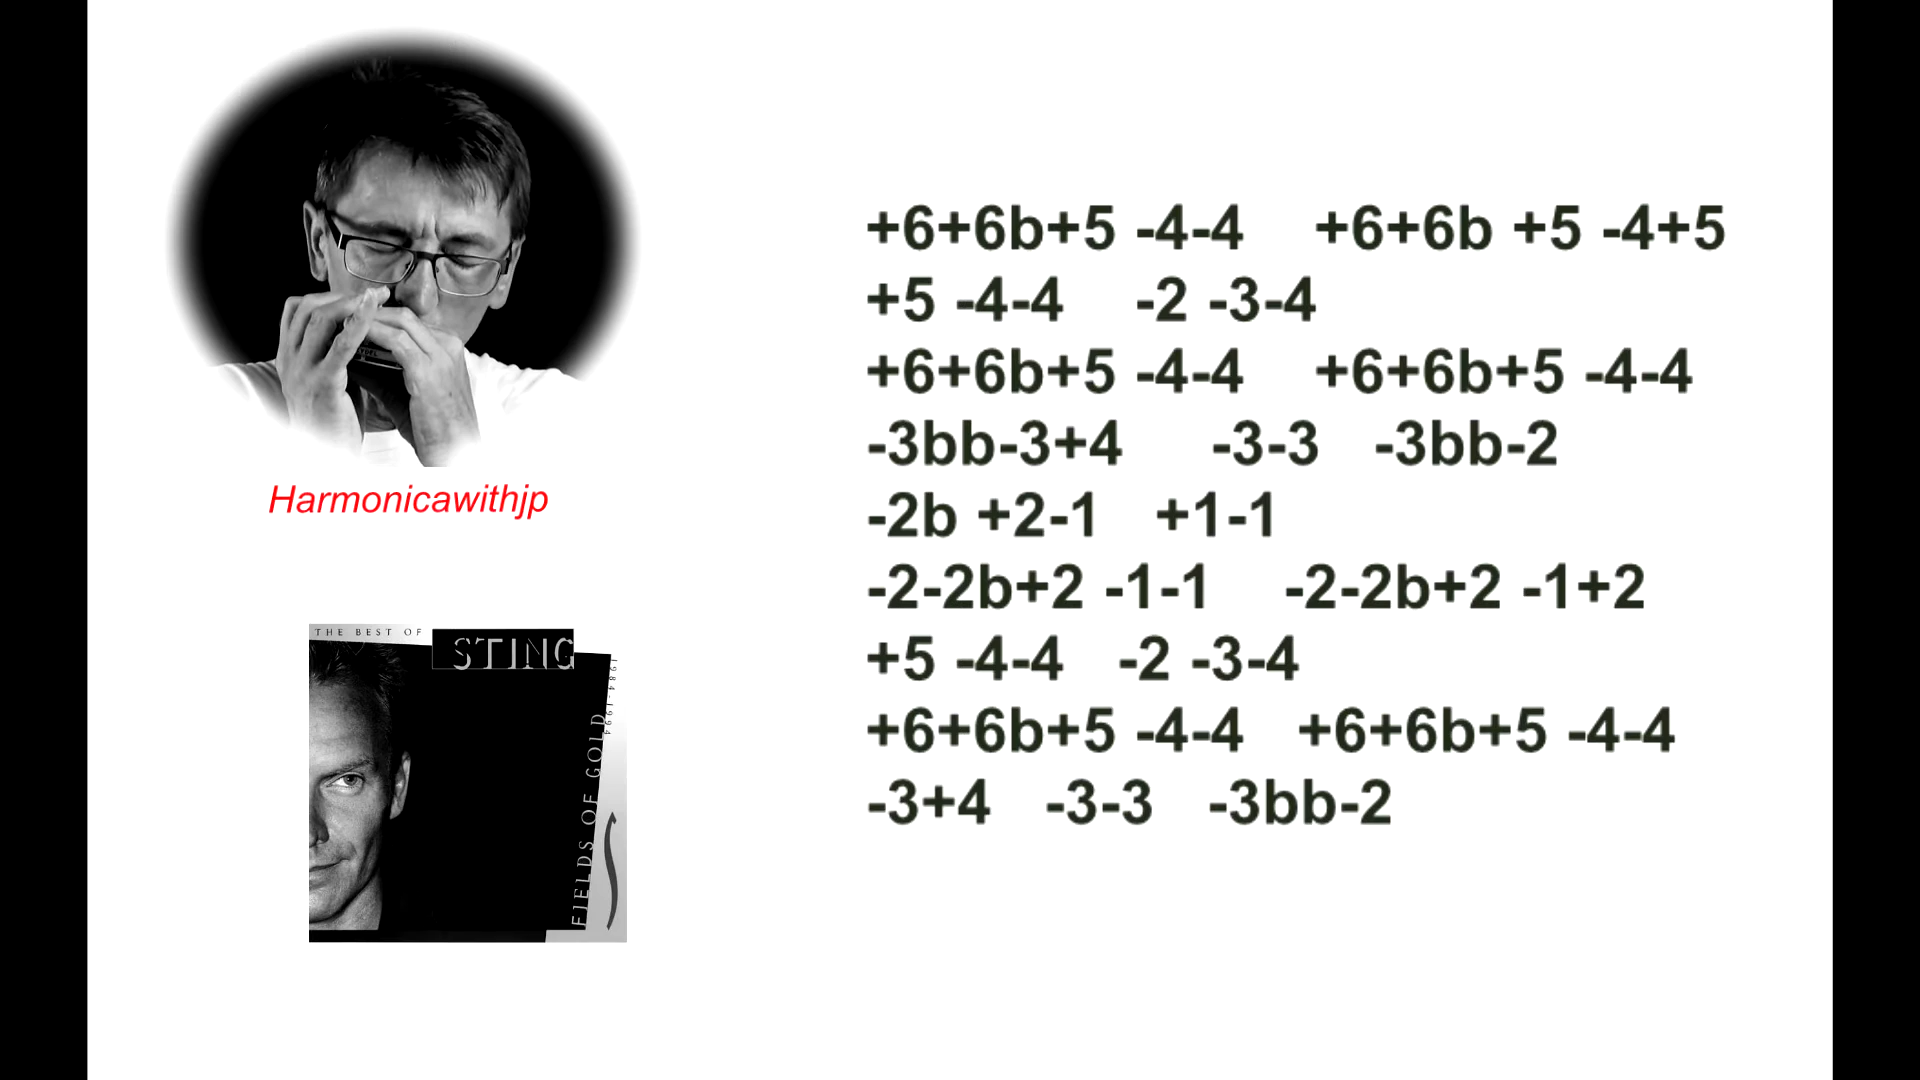 Harmonicawithjp
THE BEST OF STING
1984-1994
FIELDS OF GOLD
+6+6b+5 -4-4 +6+6b +5 -4+5
+5 -4-4 -2 -3-4
+6+6b+5 -4-4 +6+6b+5 -4-4
-3bb-3+4 -3-3 -3bb-2
-2b +2-1 +1-1
-2-2b+2 -1-1 -2-2b+2 -1+2
+5 -4-4 -2 -3-4
+6+6b+5 -4-4 +6+6b+5 -4-4
-3+4 -3-3 -3bb-2